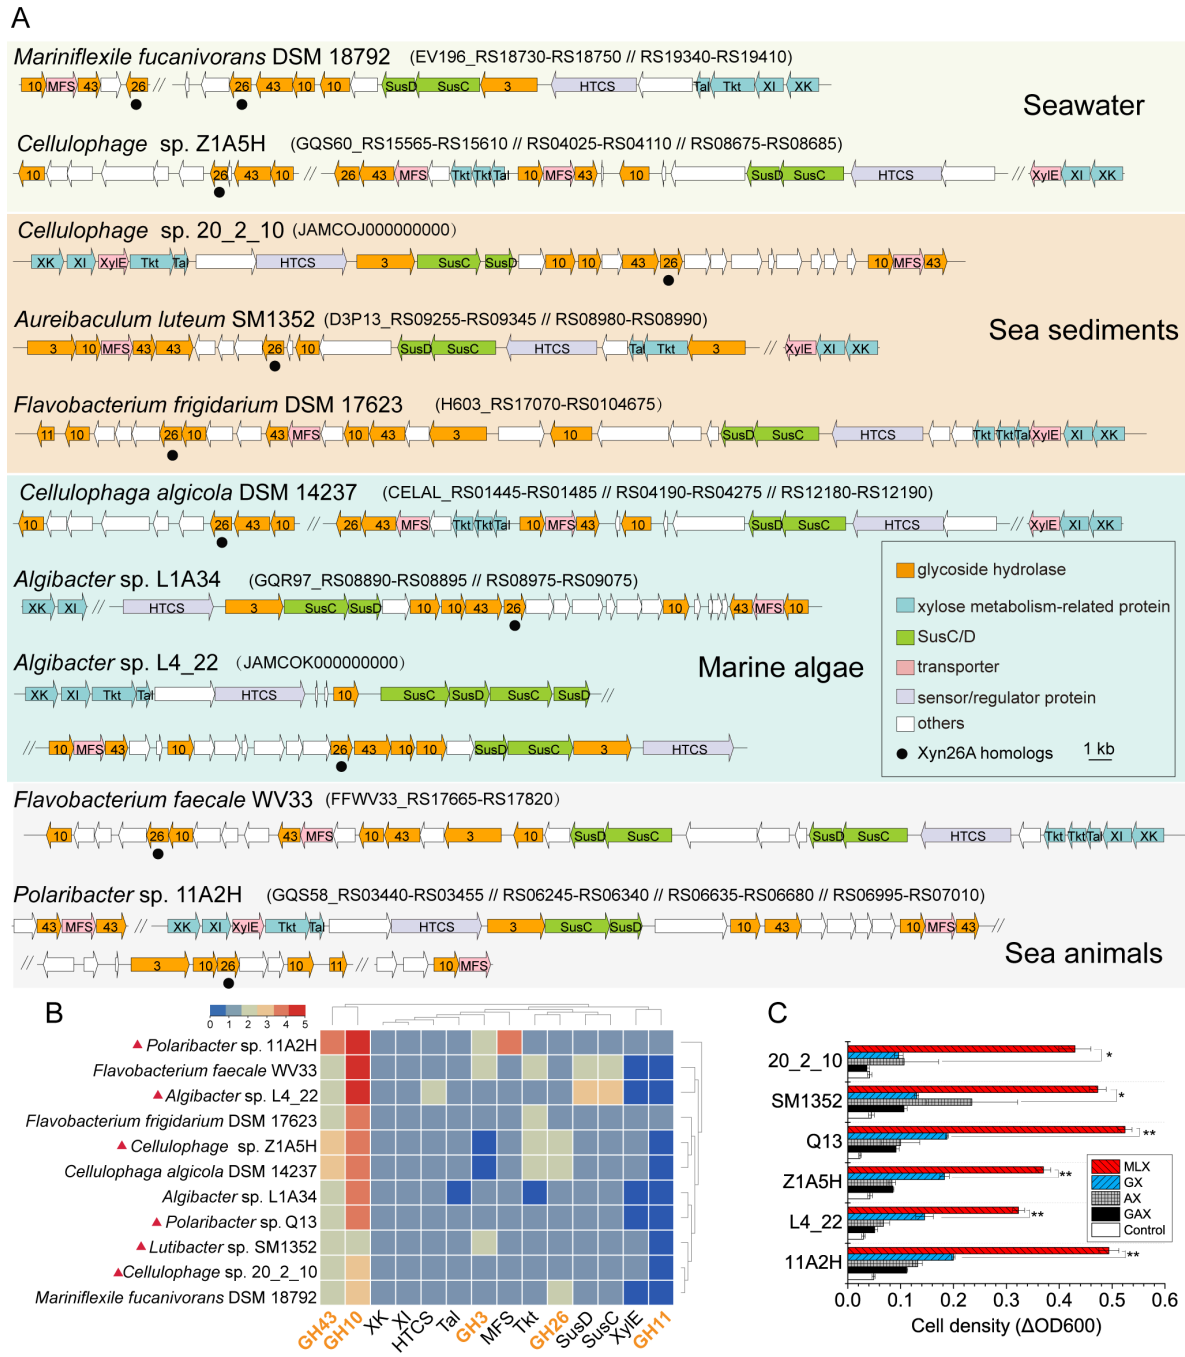 A
Mariniflexile fucanivorans DSM 18792 (EV196_RS18730-RS18750 // RS19340-RS19410)
10 MFS 43 26 // 26 43 10 10 SusD SusC 3 HTCS Tal Tkt XI XK
Seawater
Cellulophage sp. Z1A5H (GQS60_RS15565-RS15610 // RS04025-RS04110 // RS08675-RS08685)
10 26 43 10 // 26 43 MFS Tkt Tkt Tal 10 MFS 43 10 SusD SusC HTCS // XylE XI XK
Cellulophage sp. 20_2_10 (JAMCOJ000000000)
XK XI XylE Tkt Tal HTCS 3 SusC SusD 10 10 43 26 10 MFS 43
Aureibaculum luteum SM1352 (D3P13_RS09255-RS09345 // RS08980-RS08990)
Sea sediments
3 10 MFS 43 43 26 10 SusD SusC HTCS Tal Tkt 3 // XylE XI XK
Flavobacterium frigidarium DSM 17623 (H603_RS17070-RS0104675)
11 10 26 10 43 MFS 10 43 3 10 SusD SusC HTCS Tkt Tkt Tal XylE XI XK
Cellulophaga algicola DSM 14237 (CELAL_RS01445-RS01485 // RS04190-RS04275 // RS12180-RS12190)
10 26 43 10 // 26 43 MFS Tkt Tkt Tal 10 MFS 43 10 SusD SusC HTCS // XylE XI XK
Algibacter sp. L1A34 (GQR97_RS08890-RS08895 // RS08975-RS09075)
XK XI // HTCS 3 SusC SusD 10 10 43 26 10 43 MFS 10
Algibacter sp. L4_22 (JAMCOK000000000)
Marine algae
XK XI Tkt Tal HTCS 10 SusC SusD SusC SusD //
// 10 MFS 43 10 26 43 10 10 SusD SusC 3 HTCS
glycoside hydrolase
xylose metabolism-related protein
SusC/D
transporter
sensor/regulator protein
others
Xyn26A homologs 1 kb
Flavobacterium faecale WV33 (FFWV33_RS17665-RS17820)
10 26 10 43 MFS 10 43 3 10 SusD SusC SusD SusC HTCS Tkt Tkt Tal XI XK
Polaribacter sp. 11A2H (GQS58_RS03440-RS03455 // RS06245-RS06340 // RS06635-RS06680 // RS06995-RS07010)
43 MFS 43 // XK XI XylE Tkt Tal HTCS 3 SusC SusD 10 43 10 MFS 43 //
Sea animals
// 3 10 26 10 11 // 10 MFS
B
0 1 2 3 4 5
Polaribacter sp. 11A2H
Flavobacterium faecale WV33
Algibacter sp. L4_22
Flavobacterium frigidarium DSM 17623
Cellulophage sp. Z1A5H
Cellulophaga algicola DSM 14237
Algibacter sp. L1A34
Polaribacter sp. Q13
Lutibacter sp. SM1352
Cellulophage sp. 20_2_10
Mariniflexile fucanivorans DSM 18792
GH43 GH10 XK XI HTCS Tal GH3 MFS Tkt GH26 SusD SusC XylE GH11
C
20_2_10 *
SM1352 *
Q13 **
Z1A5H **
L4_22 **
11A2H **
MLX
GX
AX
GAX
Control
0.0 0.1 0.2 0.3 0.4 0.5 0.6
Cell density (ΔOD600)